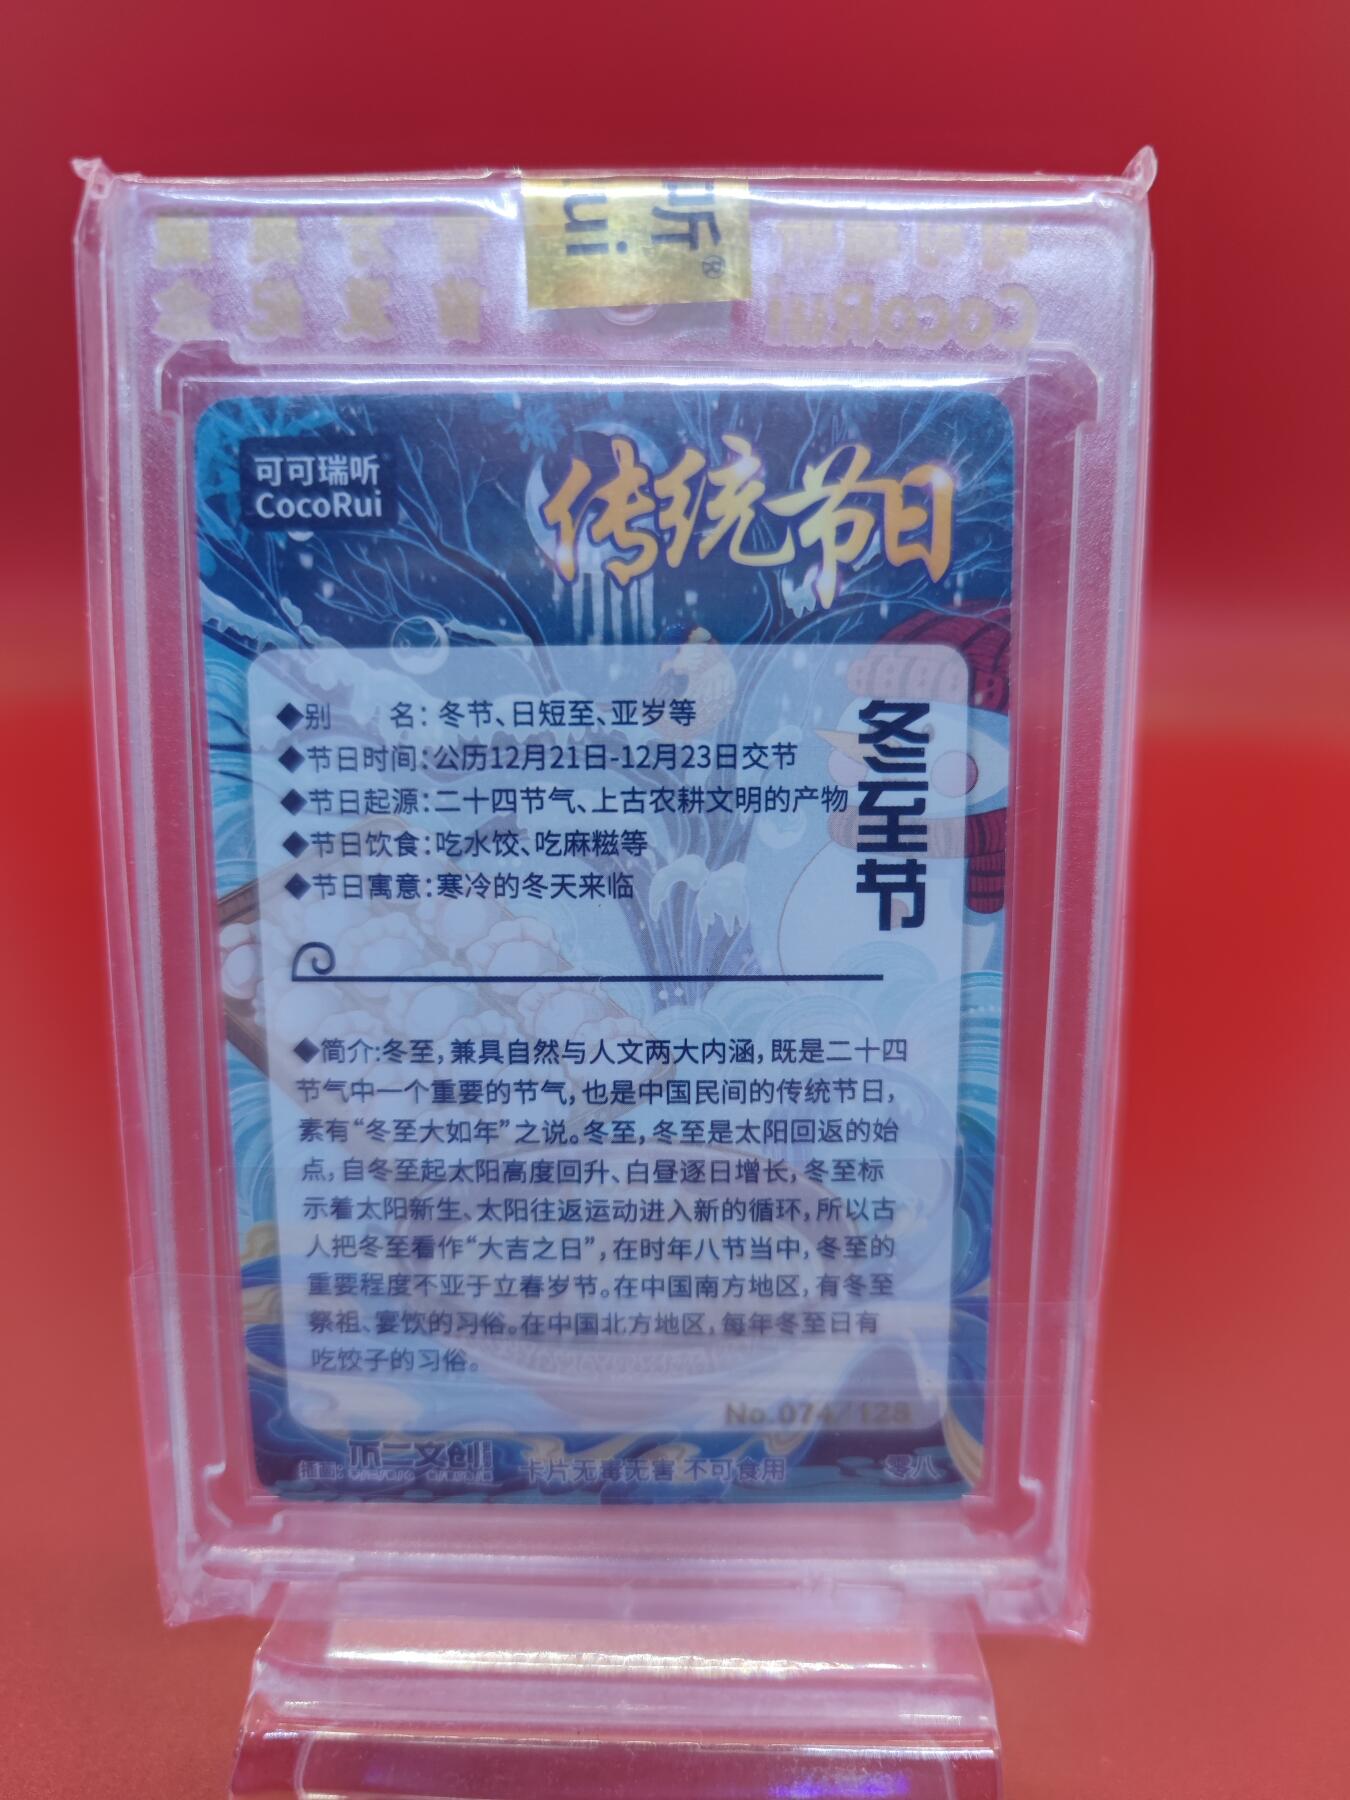 听®
ui
CocoRui
可可瑞听
CocoRui
传统节日
冬至节
◆别 名：冬节、日短至、亚岁等
◆节日时间：公历12月21日-12月23日交节
◆节日起源：二十四节气、上古农耕文明的产物
◆节日饮食：吃水饺、吃麻糍等
◆节日寓意：寒冷的冬天来临
◆简介:冬至，兼具自然与人文两大内涵，既是二十四
节气中一个重要的节气，也是中国民间的传统节日，
素有“冬至大如年”之说。冬至，冬至是太阳回返的始
点，自冬至起太阳高度回升、白昼逐日增长，冬至标
示着太阳新生、太阳往返运动进入新的循环，所以古
人把冬至看作“大吉之日”，在时年八节当中，冬至的
重要程度不亚于立春岁节。在中国南方地区，有冬至
祭祖、宴饮的习俗。在中国北方地区，每年冬至日有
吃饺子的习俗。
No.074/128
插画：不二文创
卡片无毒无害 不可食用
零八